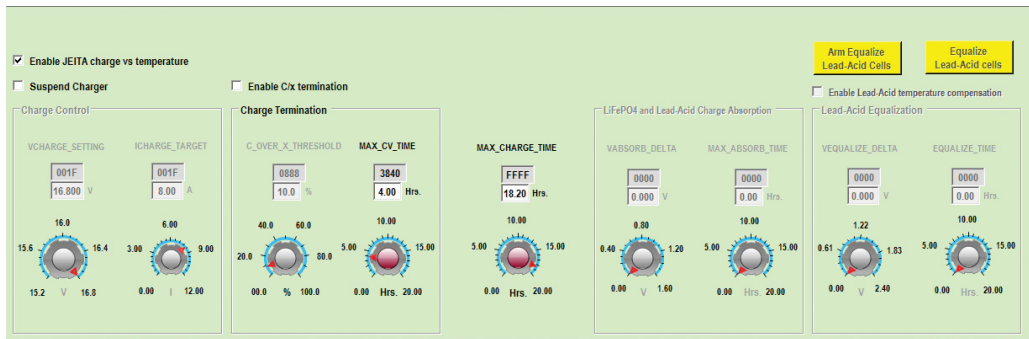 Arm Equalize
Lead-Acid Cells
Equalize
Lead-Acid cells
Enable JEITA charge vs temperature
Suspend Charger
Enable C/x termination
Enable Lead-Acid temperature compensation
Charge Control
Charge Termination
LiFePO4 and Lead-Acid Charge Absorption
Lead-Acid Equalization
VCHARGE_SETTING
ICHARGE_TARGET
C_OVER_X_THRESHOLD
MAX_CV_TIME
MAX_CHARGE_TIME
VABSORB_DELTA
MAX_ABSORB_TIME
VEQUALIZE_DELTA
EQUALIZE_TIME
001F
001F
0888
3840
FFFF
0000
0000
0000
0000
16.800 V
8.00 A
10.0 %
4.00 Hrs.
18.20 Hrs.
0.000 V
0.00 Hrs.
0.000 V
0.00 Hrs.
16.0
15.6 16.4
15.2 V 16.8
6.00
3.00 9.00
0.00 I 12.00
40.0 60.0
20.0 80.0
00.0 % 100.0
10.00
5.00 15.00
0.00 Hrs. 20.00
10.00
5.00 15.00
0.00 Hrs. 20.00
0.80
0.40 1.20
0.00 V 1.60
10.00
5.00 15.00
0.00 Hrs. 20.00
1.22
0.61 1.83
0.00 V 2.40
10.00
5.00 15.00
0.00 Hrs. 20.00